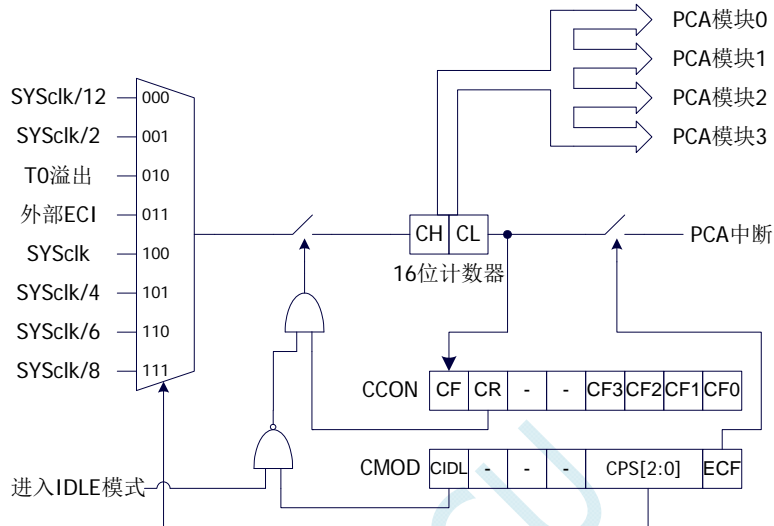 PCA模块0
PCA模块1
PCA模块2
PCA模块3
SYSclk/12 000
SYSclk/2 001
T0溢出 010
外部ECI 011
SYSclk 100
SYSclk/4 101
SYSclk/6 110
SYSclk/8 111
CH CL
16位计数器
PCA中断
CCON CF CR - - CF3 CF2 CF1 CF0
CMOD CIDL - - - CPS[2:0] ECF
进入IDLE模式